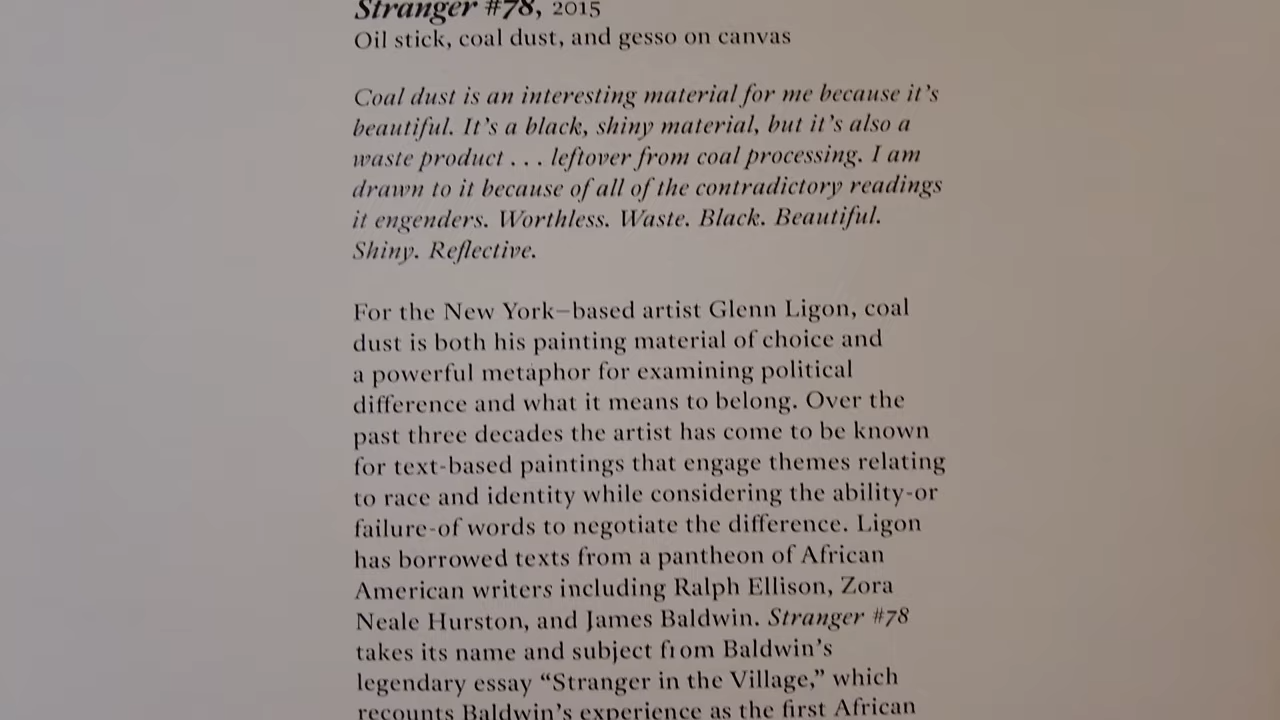 Stranger #78, 2015
Oil stick, coal dust, and gesso on canvas
Coal dust is an interesting material for me because it’s
beautiful. It’s a black, shiny material, but it’s also a
waste product . . . leftover from coal processing. I am
drawn to it because of all of the contradictory readings
it engenders. Worthless. Waste. Black. Beautiful.
Shiny. Reflective.
For the New York–based artist Glenn Ligon, coal
dust is both his painting material of choice and
a powerful metaphor for examining political
difference and what it means to belong. Over the
past three decades the artist has come to be known
for text-based paintings that engage themes relating
to race and identity while considering the ability-or
failure-of words to negotiate the difference. Ligon
has borrowed texts from a pantheon of African
American writers including Ralph Ellison, Zora
Neale Hurston, and James Baldwin. Stranger #78
takes its name and subject from Baldwin’s
legendary essay “Stranger in the Village,” which
recounts Baldwin’s experience as the first African